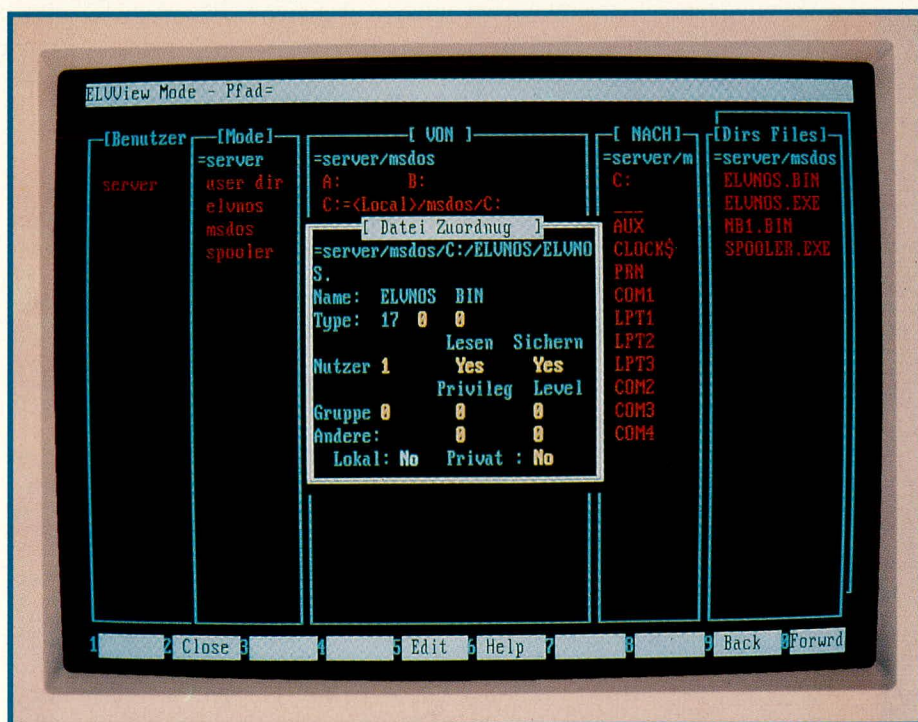 ELVView Mode - Pfad=
[Benutzer [Mode] [ VON ] [ NACH] [Dirs Files]
=server =server/msdos =server/m =server/msdos
server user dir A: B: C: ELVNOS.BIN
elvnos C:=<Local>/msdos/C: ___ ELVNOS.EXE
msdos AUX NB1.BIN
spooler CLOCK$ SPOOLER.EXE
PRN
COM1
LPT1
LPT2
LPT3
COM2
COM3
COM4
[ Datei Zuordnug ]
=server/msdos/C:/ELVNOS/ELVNO
S.
Name: ELVNOS BIN
Type: 17 0 0
Lesen Sichern
Nutzer 1 Yes Yes
Privileg Level
Gruppe 0 0 0
Andere: 0 0
Lokal: No Privat : No
1 2 Close 3 4 5 Edit 6 Help 7 8 9 Back 0 Forwrd